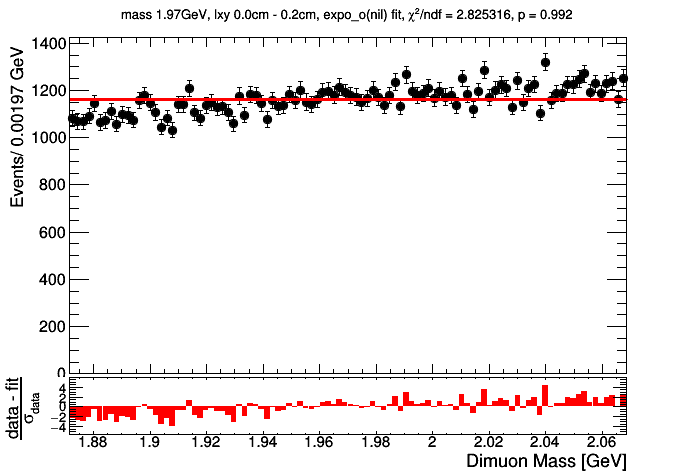 mass 1.97GeV, lxy 0.0cm - 0.2cm, expo_o(nil) fit, χ²/ndf = 2.825316, p = 0.992
Events/ 0.00197 GeV
1400
1200
1000
800
600
400
200
0
data - fit
σdata
4
2
0
−2
−4
1.88 1.9 1.92 1.94 1.96 1.98 2 2.02 2.04 2.06
Dimuon Mass [GeV]